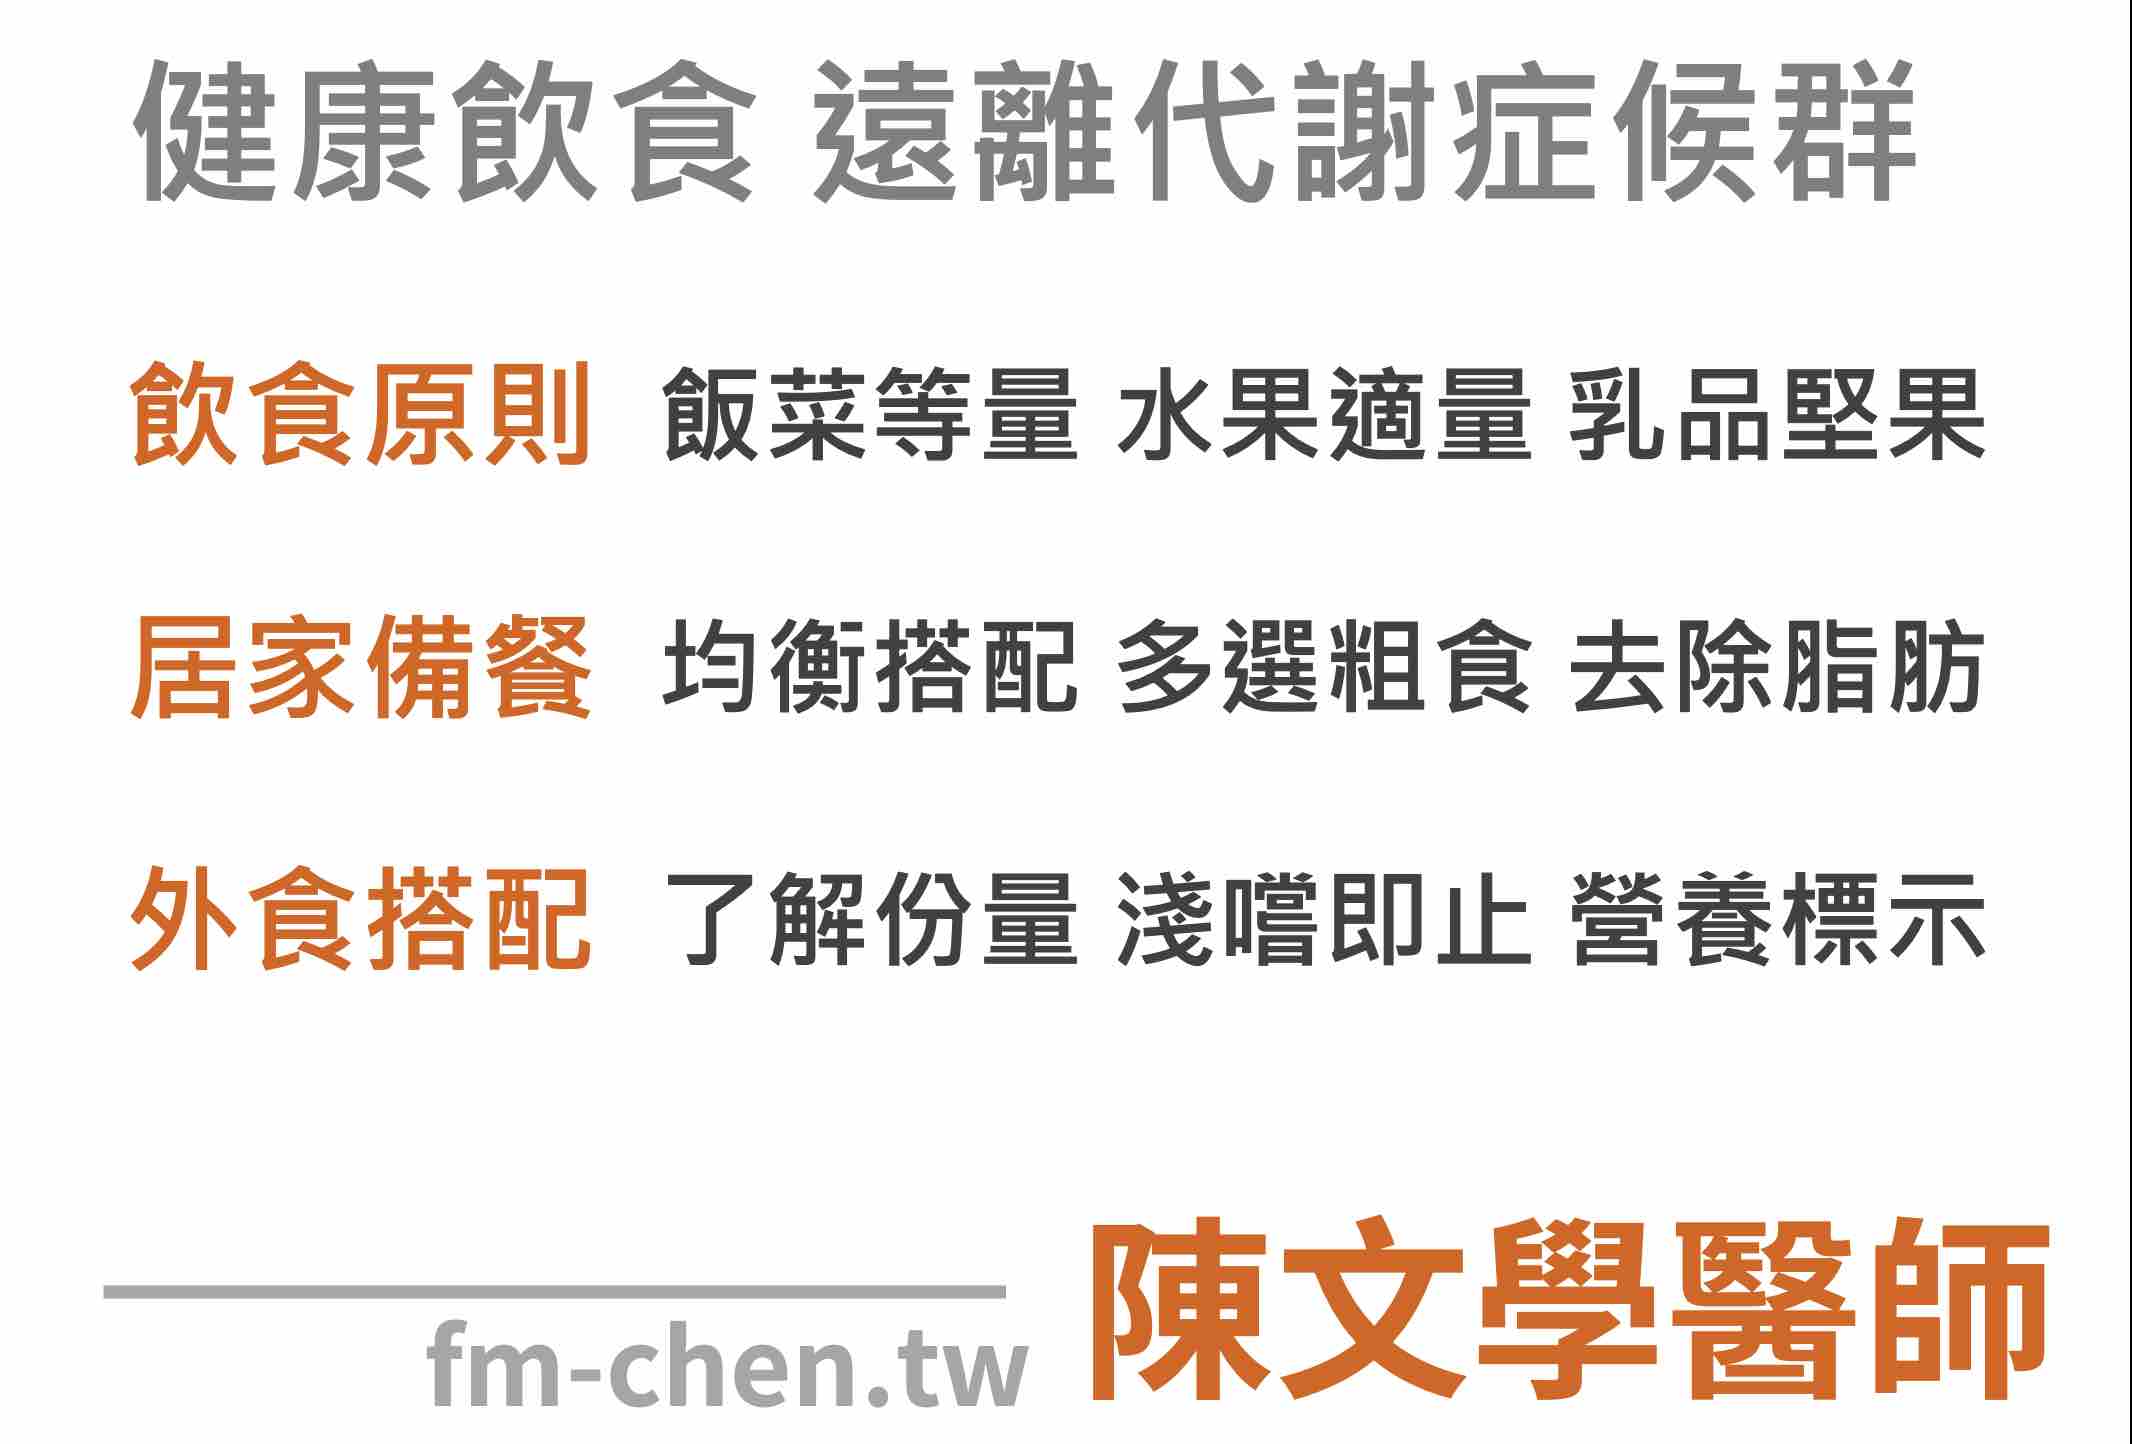 健康飲食 遠離代謝症候群
飲食原則 飯菜等量 水果適量 乳品堅果
居家備餐 均衡搭配 多選粗食 去除脂肪
外食搭配 了解份量 淺嚐即止 營養標示
陳文學醫師
fm-chen.tw